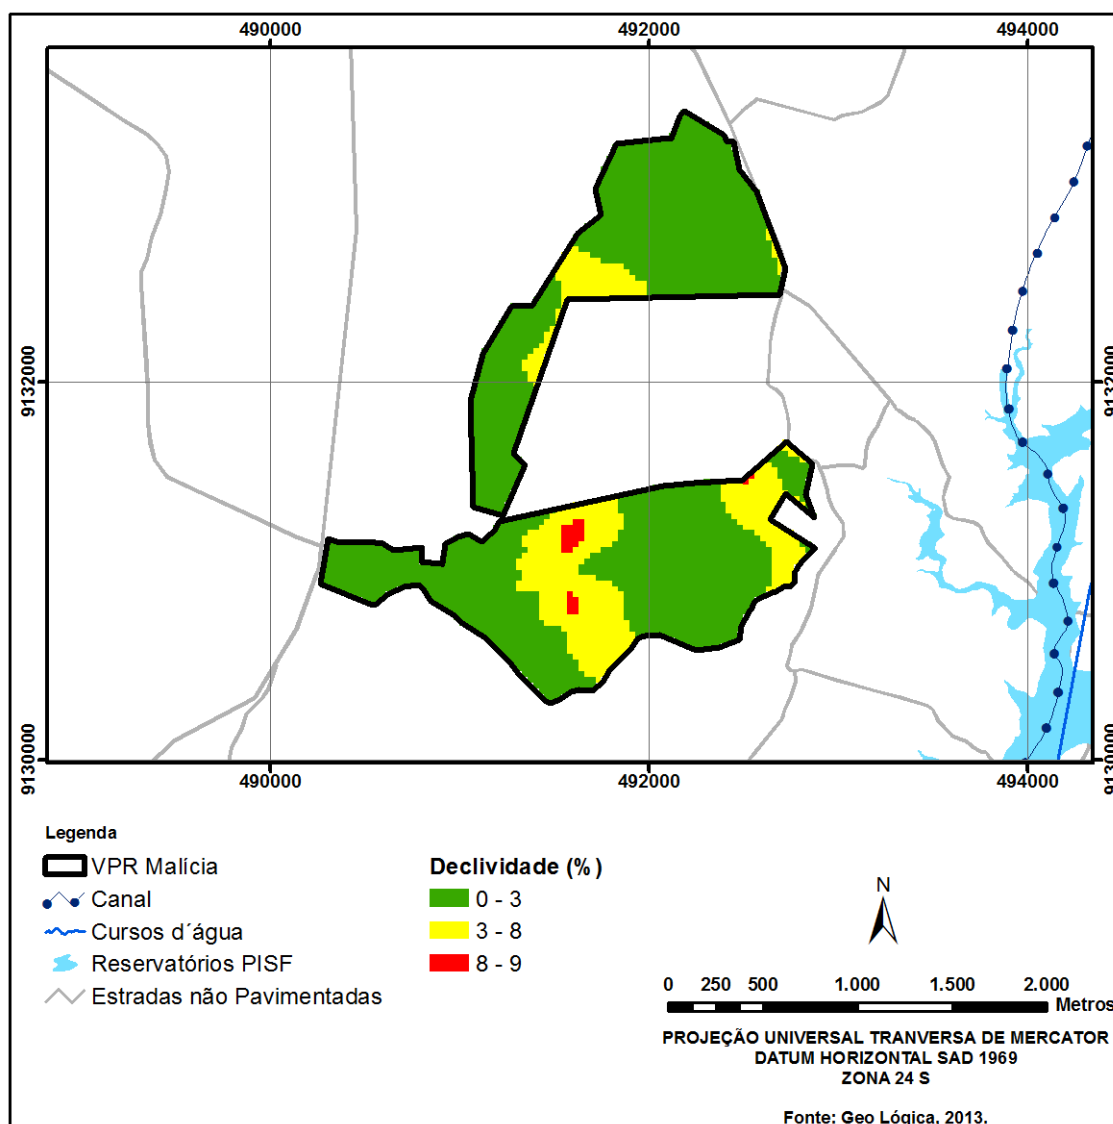 490000 492000 494000
9132000 9132000
9130000 9130000
490000 492000 494000
Legenda
VPR Malícia
Canal
Cursos d´água
Reservatórios PISF
Estradas não Pavimentadas
Declividade (%)
0 - 3
3 - 8
8 - 9
N
0 250 500 1.000 1.500 2.000
Metros
PROJEÇÃO UNIVERSAL TRANVERSA DE MERCATOR
DATUM HORIZONTAL SAD 1969
ZONA 24 S
Fonte: Geo Lógica, 2013.